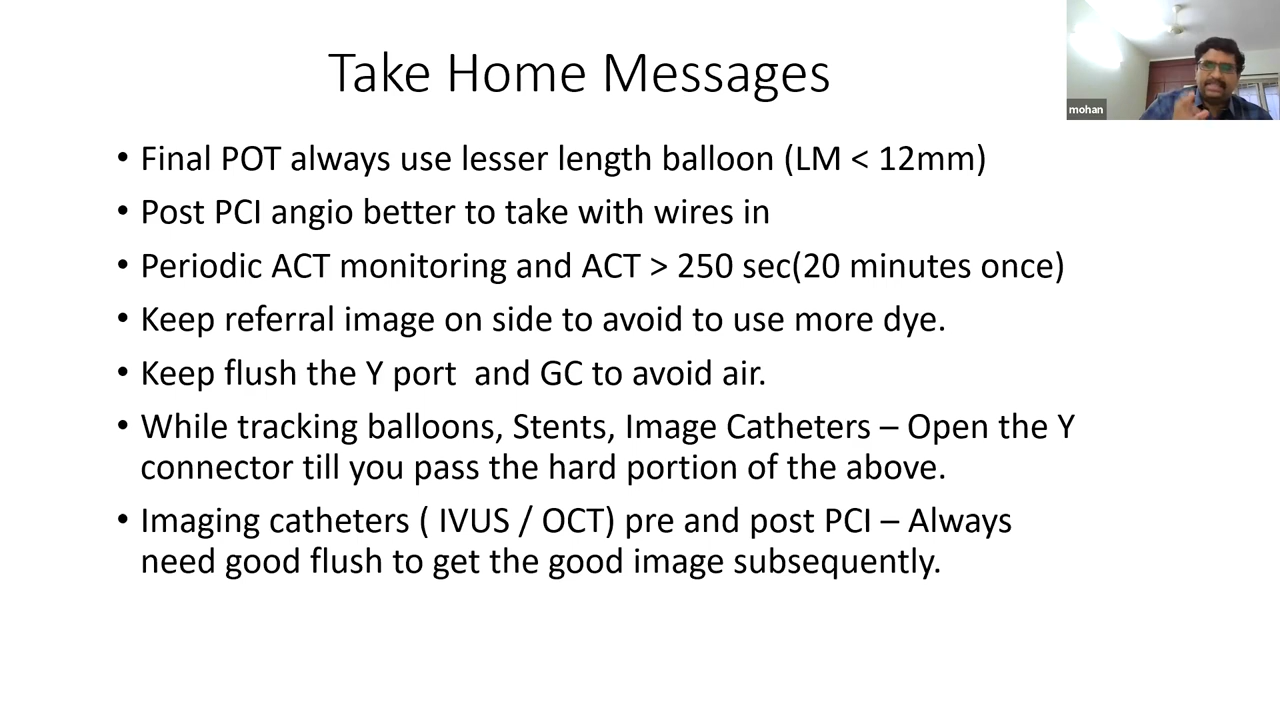 Take Home Messages
mohan
• Final POT always use lesser length balloon (LM < 12mm)
• Post PCI angio better to take with wires in
• Periodic ACT monitoring and ACT > 250 sec(20 minutes once)
• Keep referral image on side to avoid to use more dye.
• Keep flush the Y port  and GC to avoid air.
• While tracking balloons, Stents, Image Catheters – Open the Y
connector till you pass the hard portion of the above.
• Imaging catheters ( IVUS / OCT) pre and post PCI – Always
need good flush to get the good image subsequently.